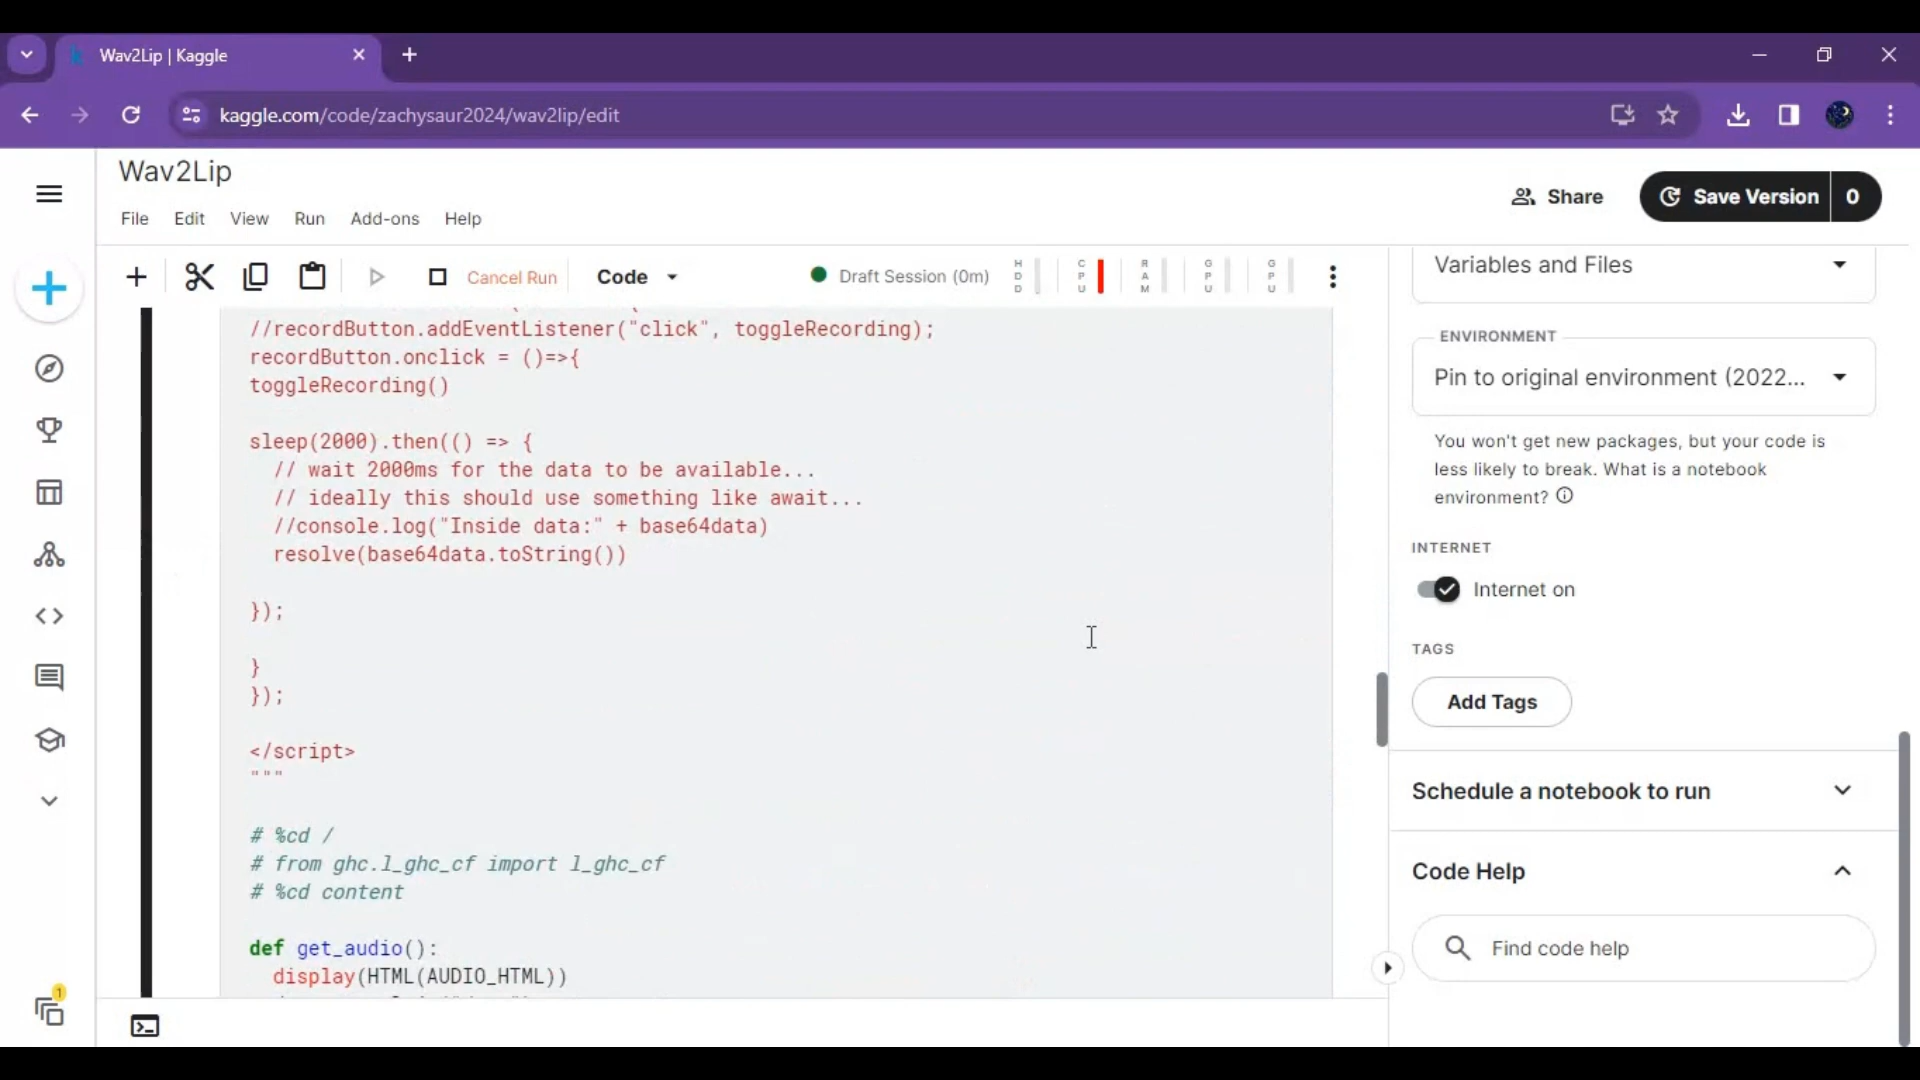 Wav2Lip | Kaggle
kaggle.com/code/zachysaur2024/wav2lip/edit
Wav2Lip
File Edit View Run Add-ons Help
Share
Save Version 0
Cancel Run
Code
Draft Session (0m)
HDD
CPU
RAM
GPU
GPU
//recordButton.addEventListener("click", toggleRecording);
recordButton.onclick = ()=>{
toggleRecording()
sleep(2000).then(() => {
// wait 2000ms for the data to be available...
// ideally this should use something like await...
//console.log("Inside data:" + base64data)
resolve(base64data.toString())
});
}
});
</script>
"""
# %cd /
# from ghc.l_ghc_cf import l_ghc_cf
# %cd content
def get_audio():
display(HTML(AUDIO_HTML))
Variables and Files
ENVIRONMENT
Pin to original environment (2022...
You won't get new packages, but your code is
less likely to break. What is a notebook
environment?
INTERNET
Internet on
TAGS
Add Tags
Schedule a notebook to run
Code Help
Find code help
1